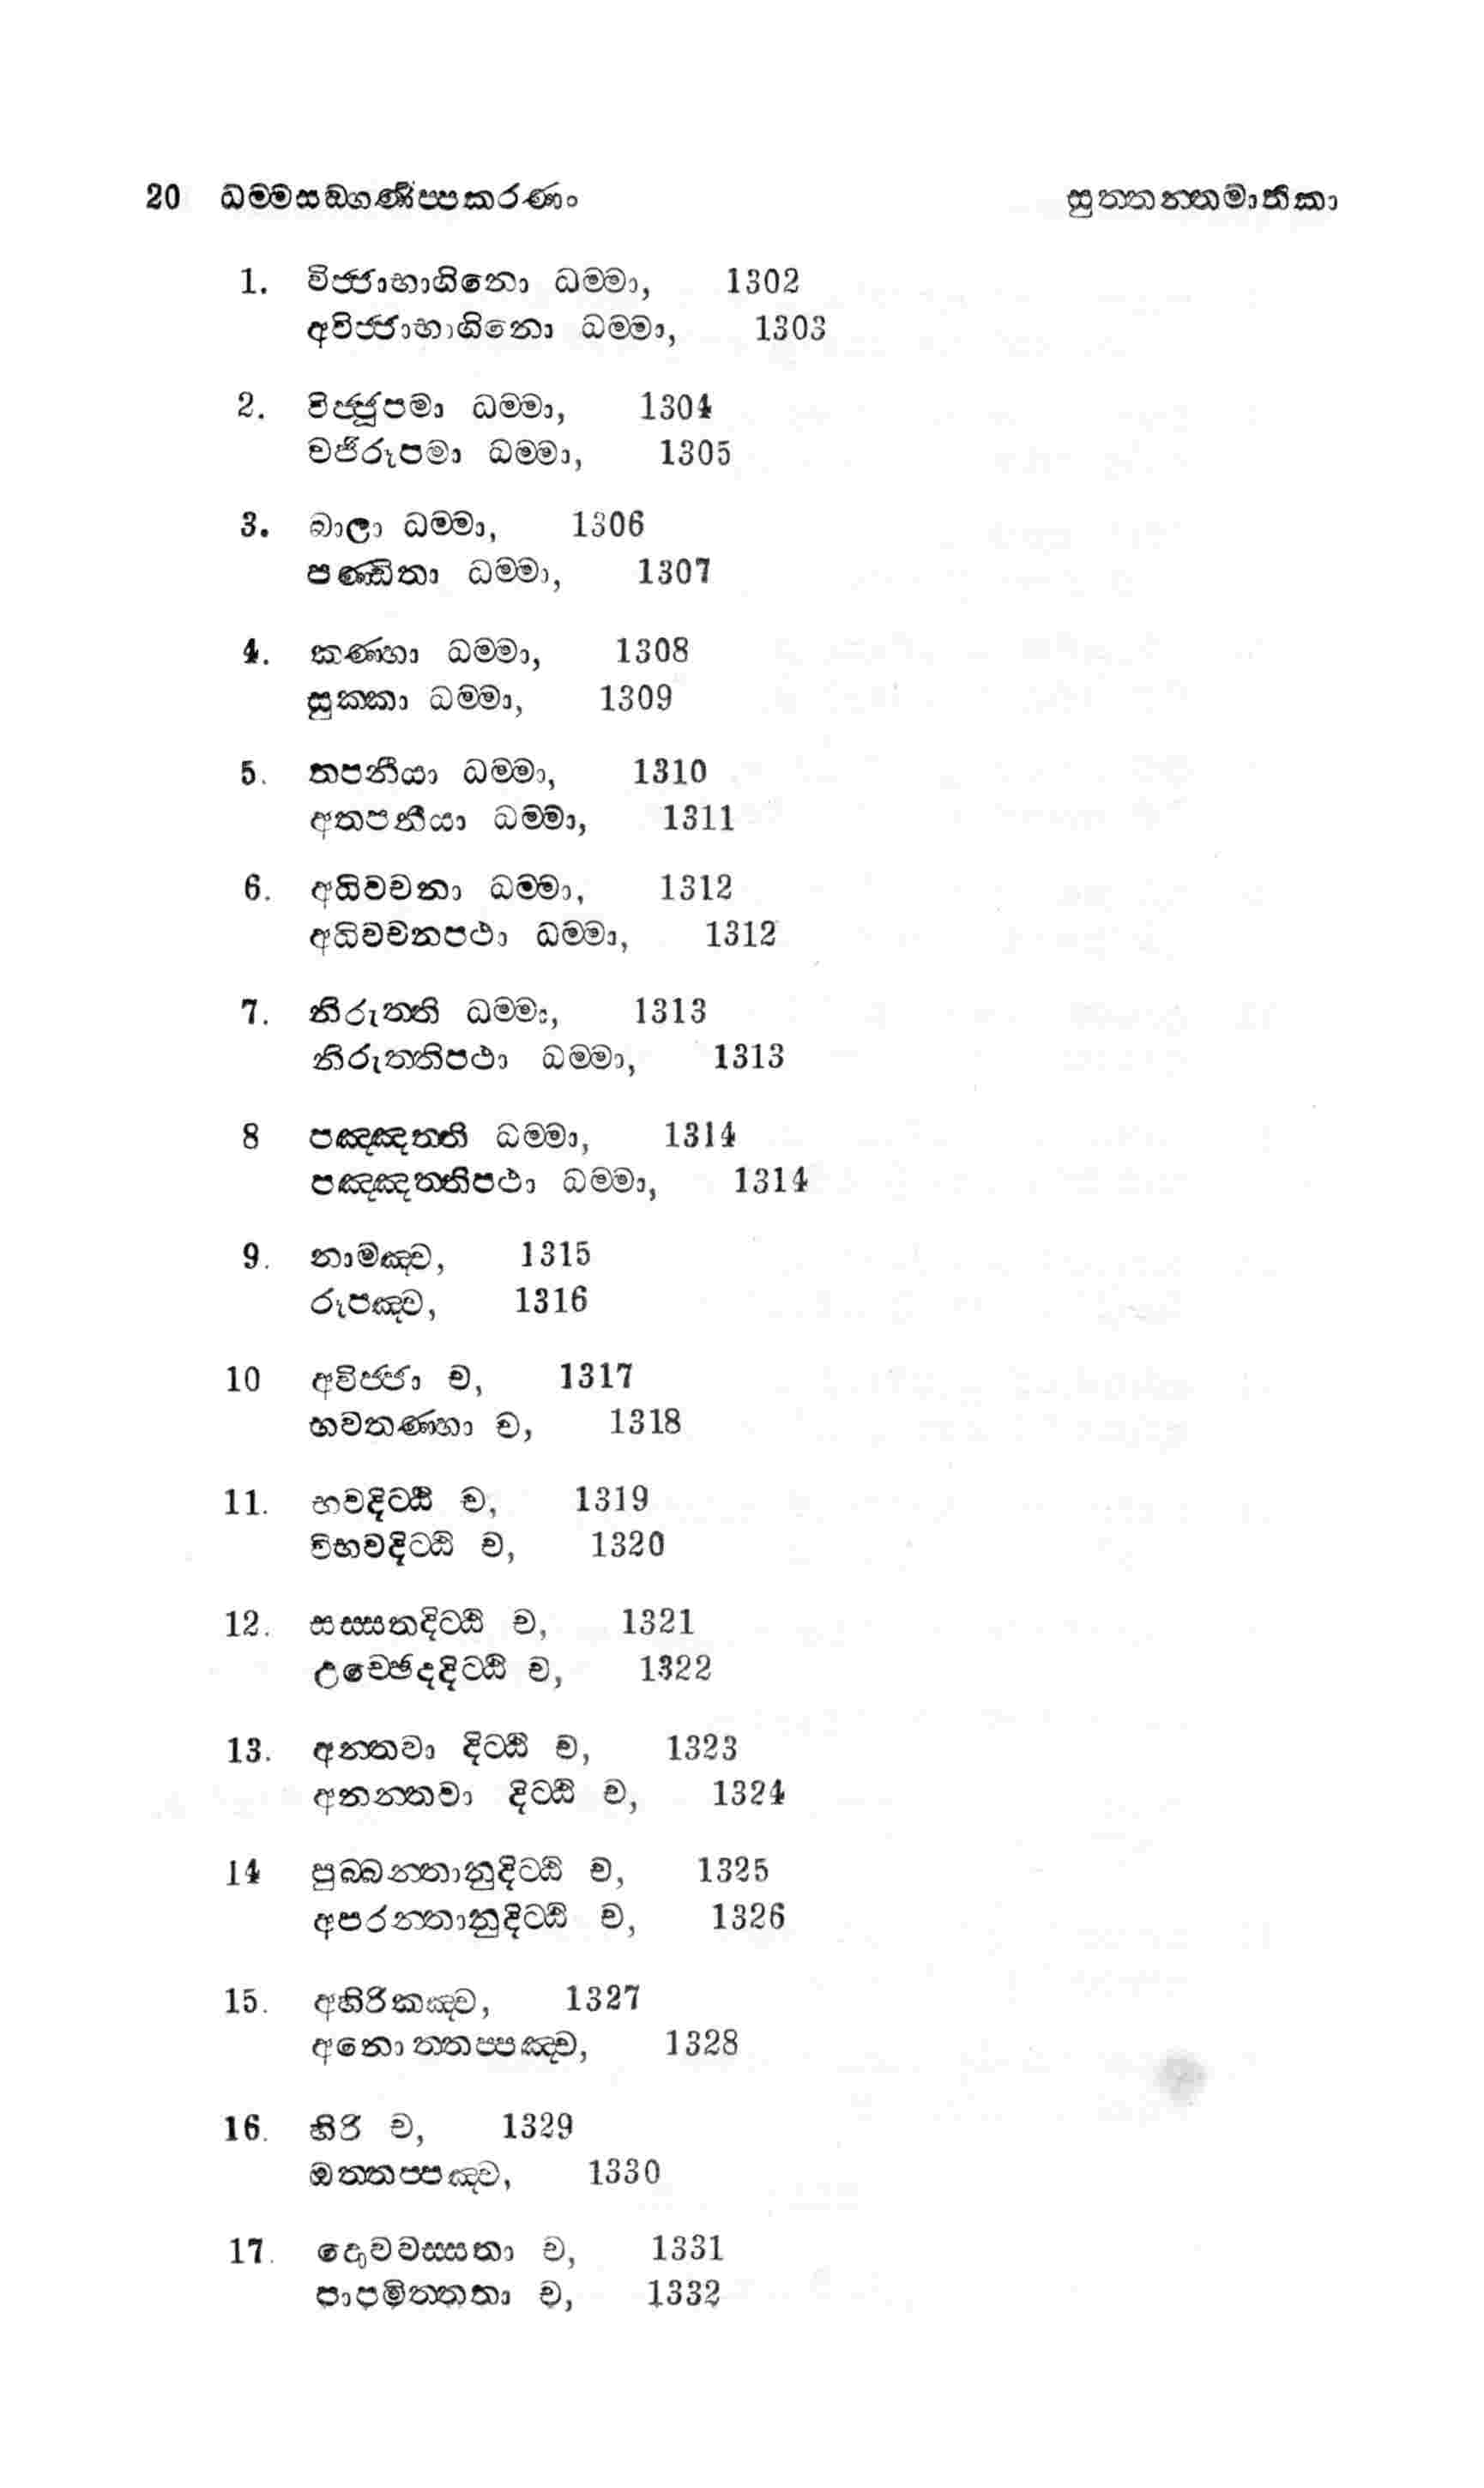 20 ධම්මසඞ්ගණිප්පකරණං සුත්තන්තමාතිකා
1. විජ්ජාභාගිනො ධම්මා, 1302
අවිජ්ජාභාගිනො ධම්මා, 1303
2. විජ්ජූපමා ධම්මා, 1304
වජිරූපමා ධම්මා, 1305
3. බාලා ධම්මා, 1306
පණ්ඩිතා ධම්මා, 1307
4. කණ්හා ධම්මා, 1308
සුක්කා ධම්මා, 1309
5. තපනීයා ධම්මා, 1310
අතපනීයා ධම්මා, 1311
6. අධිවචනා ධම්මා, 1312
අධිවචනපථා ධම්මා, 1312
7. නිරුත්ති ධම්මා, 1313
නිරුත්තිපථා ධම්මා, 1313
8 පඤ්ඤත්ති ධම්මා, 1314
පඤ්ඤත්තිපථා ධම්මා, 1314
9. නාමඤ්ච, 1315
රූපඤ්ච, 1316
10 අවිජ්ජා ච, 1317
භවතණ්හා ච, 1318
11. භවදිට්ඨි ච, 1319
විභවදිට්ඨි ච, 1320
12. සස්සතදිට්ඨි ච, 1321
උච්ඡෙදදිට්ඨි ච, 1322
13. අන්තවා දිට්ඨි ච, 1323
අනන්තවා දිට්ඨි ච, 1324
14 පුබ්බන්තානුදිට්ඨි ච, 1325
අපරන්තානුදිට්ඨි ච, 1326
15. අහිරිකඤ්ච, 1327
අනොත්තප්පඤ්ච, 1328
16. හිරි ච, 1329
ඔත්තප්පඤ්ච, 1330
17. දොවචස්සතා ච, 1331
පාපමිත්තතා ච, 1332